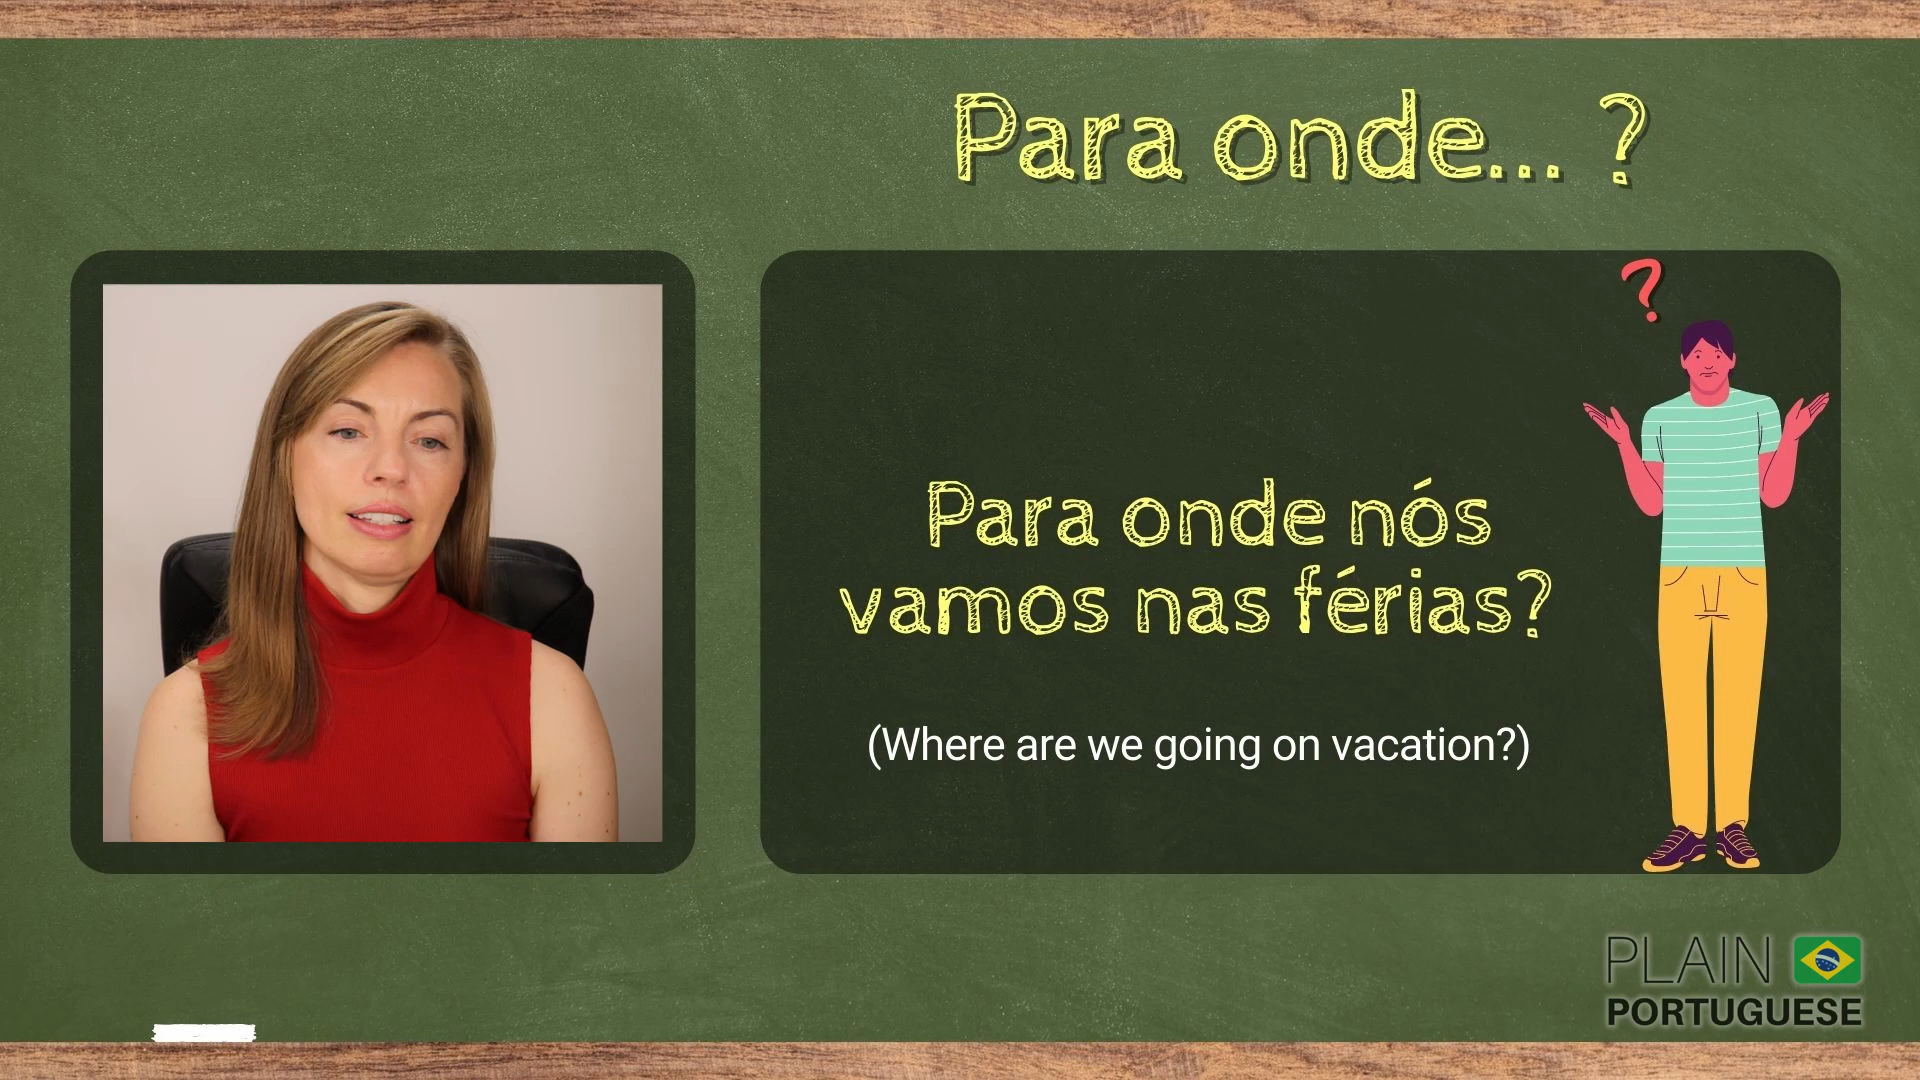 Para onde... ?
?
Para onde nós
vamos nas férias?
(Where are we going on vacation?)
PLAIN
PORTUGUESE